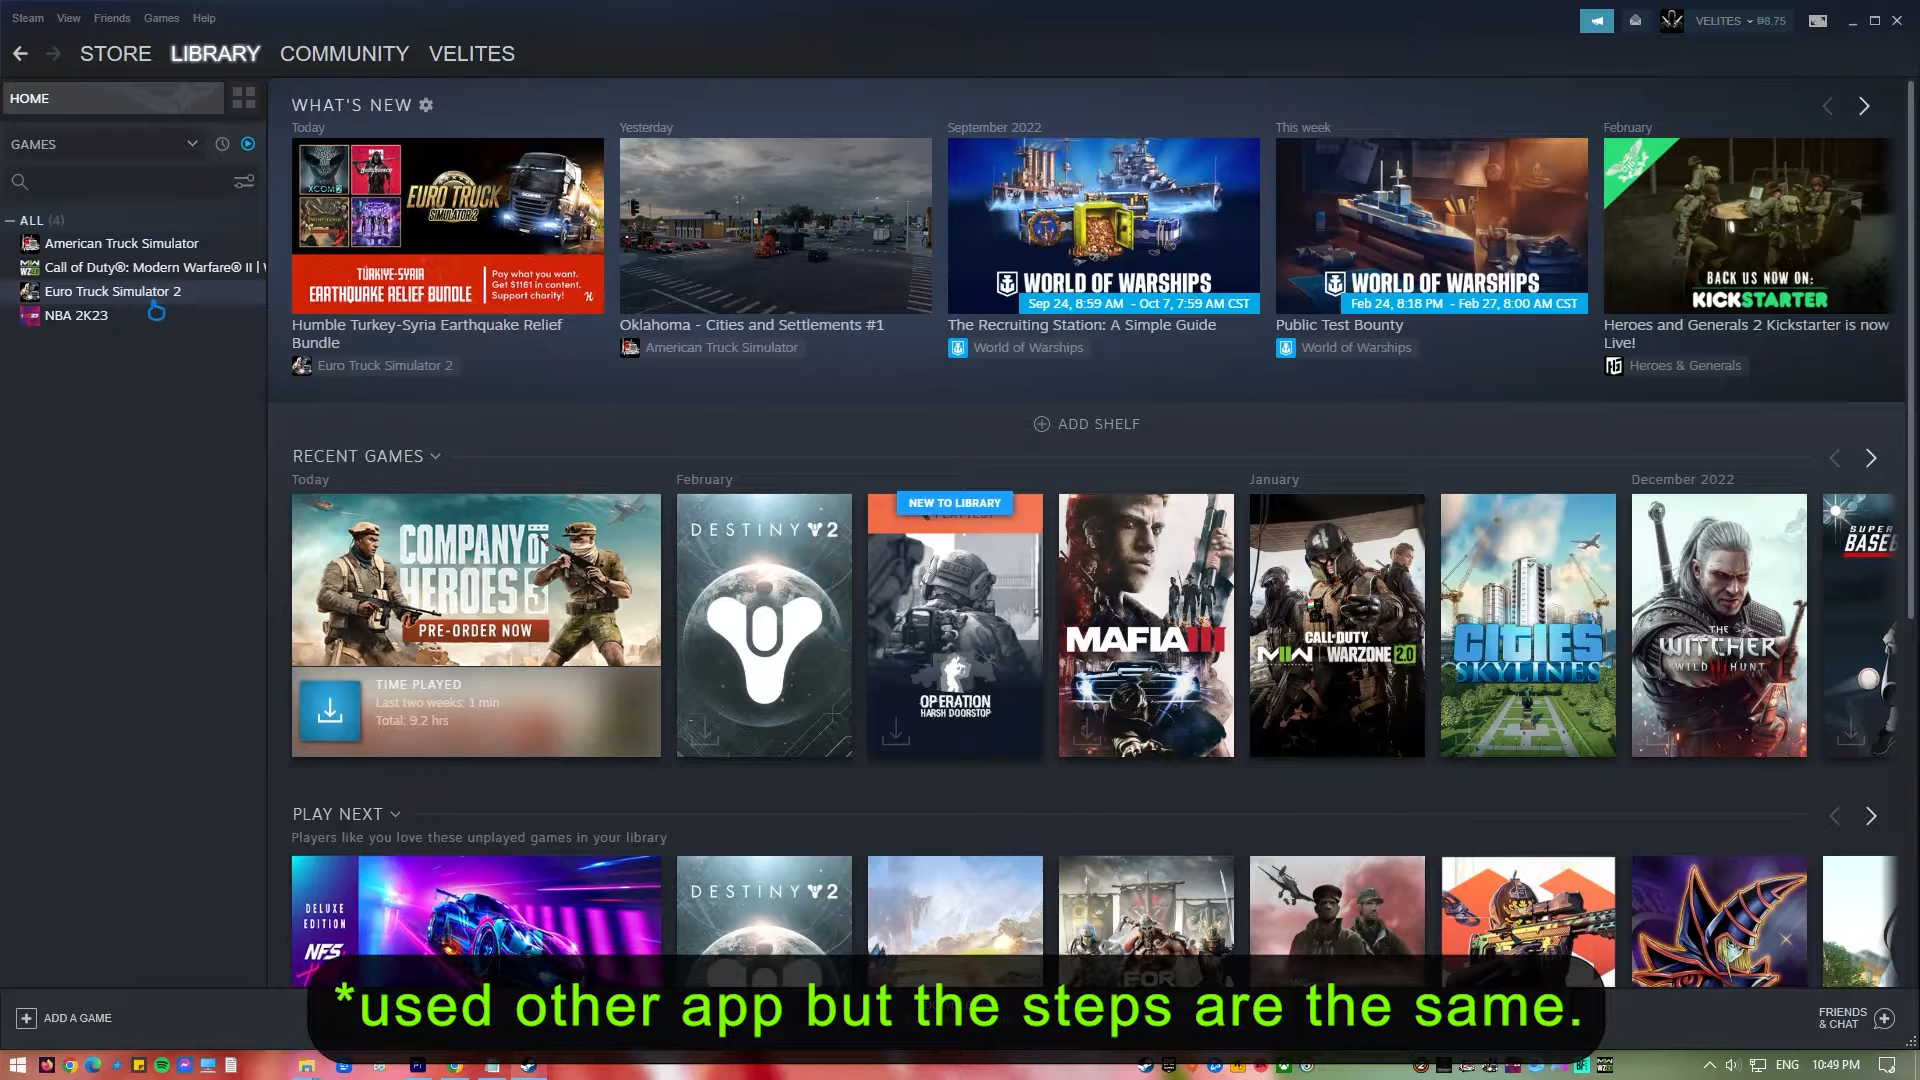 Steam View Friends Games Help
VELITES ₱8.75
STORE LIBRARY COMMUNITY VELITES
HOME
GAMES
ALL (4)
American Truck Simulator
Call of Duty®: Modern Warfare® II |
Euro Truck Simulator 2
NBA 2K23
WHAT'S NEW
Today
XCOM 2
EURO TRUCK
SIMULATOR 2
TÜRKIYE-SYRIA
EARTHQUAKE RELIEF BUNDLE
Pay what you want.
Get $1161 in content.
Support charity!
Humble Turkey-Syria Earthquake Relief
Bundle
Euro Truck Simulator 2
Yesterday
Oklahoma - Cities and Settlements #1
American Truck Simulator
September 2022
WORLD OF WARSHIPS
Sep 24, 8:59 AM - Oct 7, 7:59 AM CST
The Recruiting Station: A Simple Guide
World of Warships
This week
WORLD OF WARSHIPS
Feb 24, 8:18 PM - Feb 27, 8:00 AM CST
Public Test Bounty
World of Warships
February
BACK US NOW ON:
KICKSTARTER
Heroes and Generals 2 Kickstarter is now
Live!
Heroes & Generals
ADD SHELF
RECENT GAMES
Today
COMPANY OF
HEROES 3
PRE-ORDER NOW
TIME PLAYED
Last two weeks: 1 min
Total: 9.2 hrs
February
DESTINY 2
NEW TO LIBRARY
OPERATION
HARSH DOORSTOP
MAFIA III
January
CALL OF DUTY
MWII WARZONE 2.0
CITIES
SKYLINES
December 2022
THE
WITCHER
WILD HUNT
SUPER
BASEB
PLAY NEXT
Players like you love these unplayed games in your library
DELUXE
EDITION
NFS
DESTINY 2
FOR
*used other app but the steps are the same.
ADD A GAME
FRIENDS
& CHAT
ENG 10:49 PM